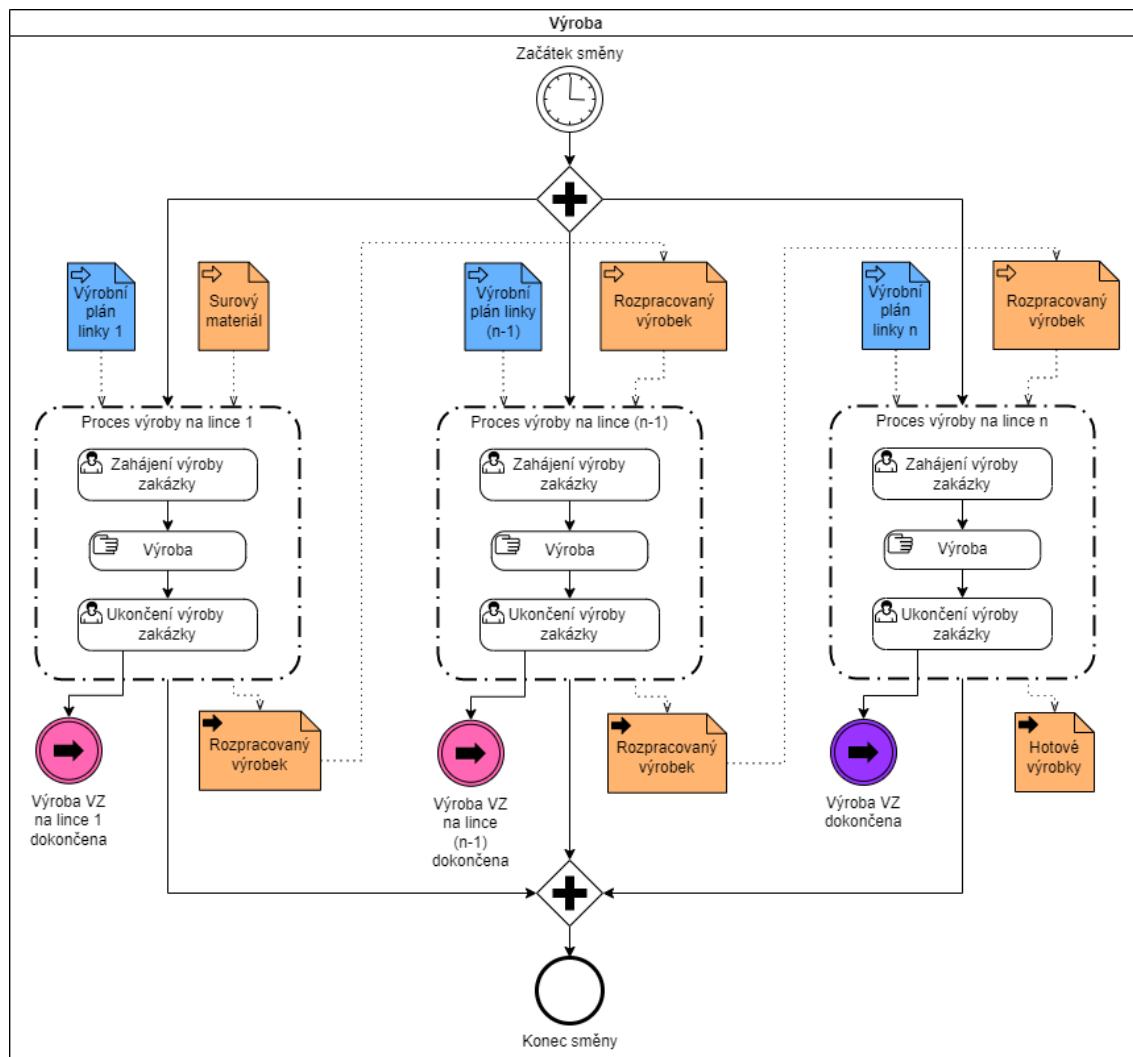 Výroba
Začátek směny
Výrobní
plán
linky 1
Surový
materiál
Výrobní
plán linky
(n-1)
Rozpracovaný
výrobek
Výrobní
plán
linky n
Rozpracovaný
výrobek
Proces výroby na lince 1
Zahájení výroby
zakázky
Výroba
Ukončení výroby
zakázky
Proces výroby na lince (n-1)
Zahájení výroby
zakázky
Výroba
Ukončení výroby
zakázky
Proces výroby na lince n
Zahájení výroby
zakázky
Výroba
Ukončení výroby
zakázky
Rozpracovaný
výrobek
Rozpracovaný
výrobek
Hotové
výrobky
Výroba VZ
na lince 1
dokončena
Výroba VZ
na lince
(n-1)
dokončena
Výroba VZ
dokončena
Konec směny